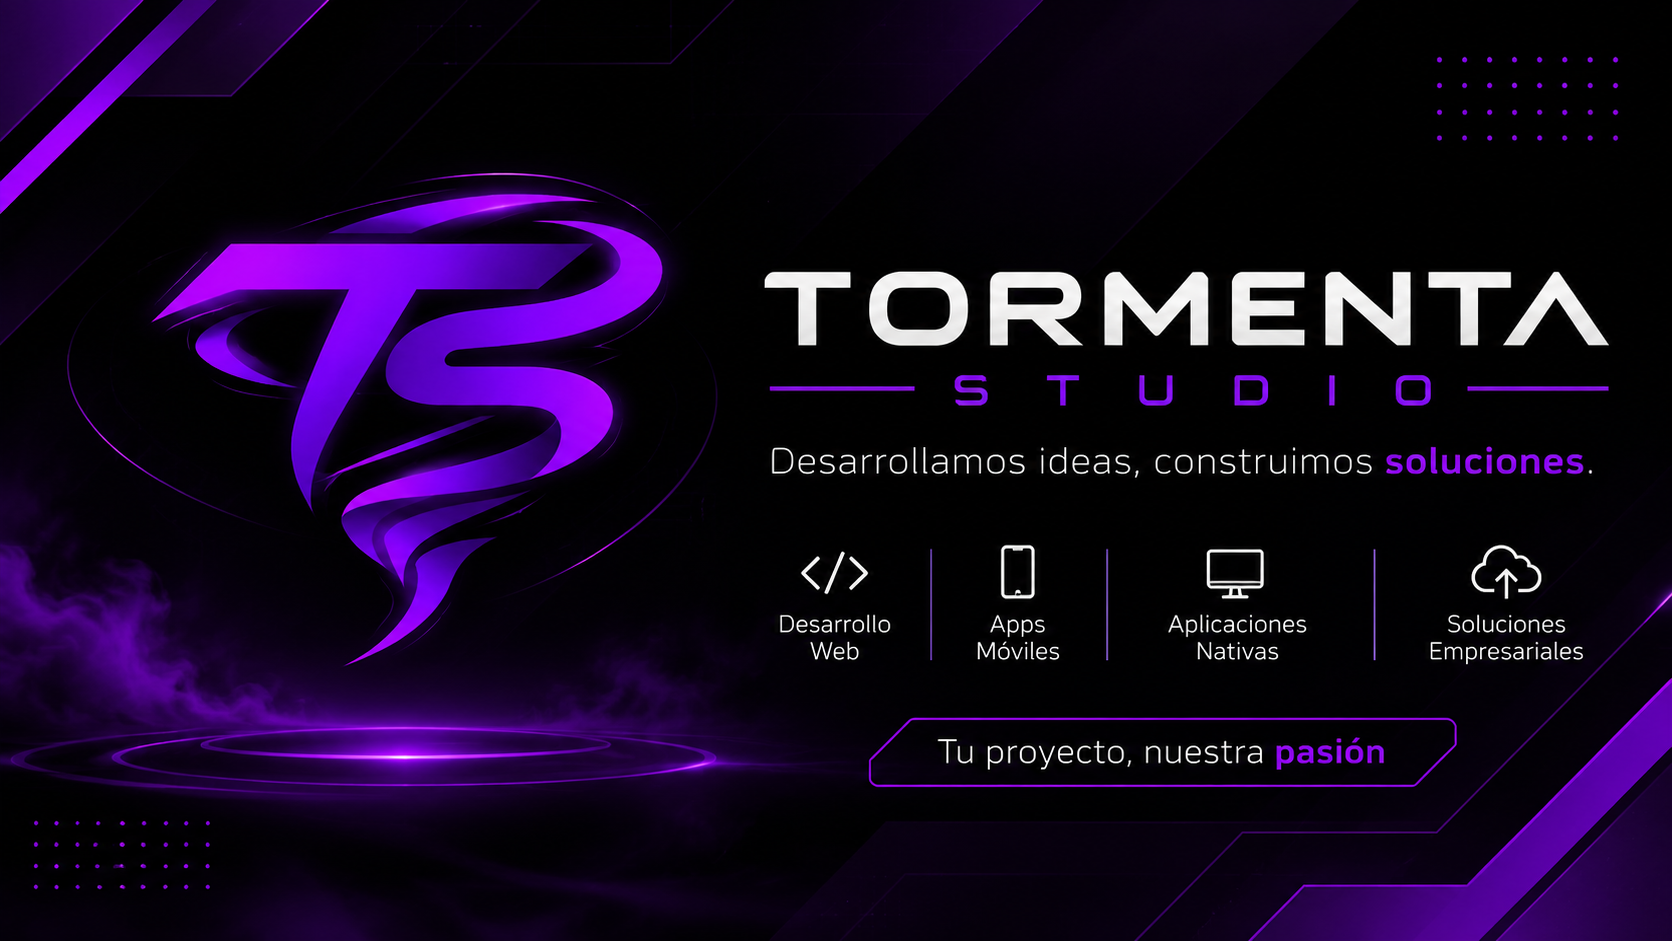 TS
TORMENTA
STUDIO
Desarrollamos ideas, construimos soluciones.
</>
Desarrollo
Web
Apps
Móviles
Aplicaciones
Nativas
Soluciones
Empresariales
Tu proyecto, nuestra pasión